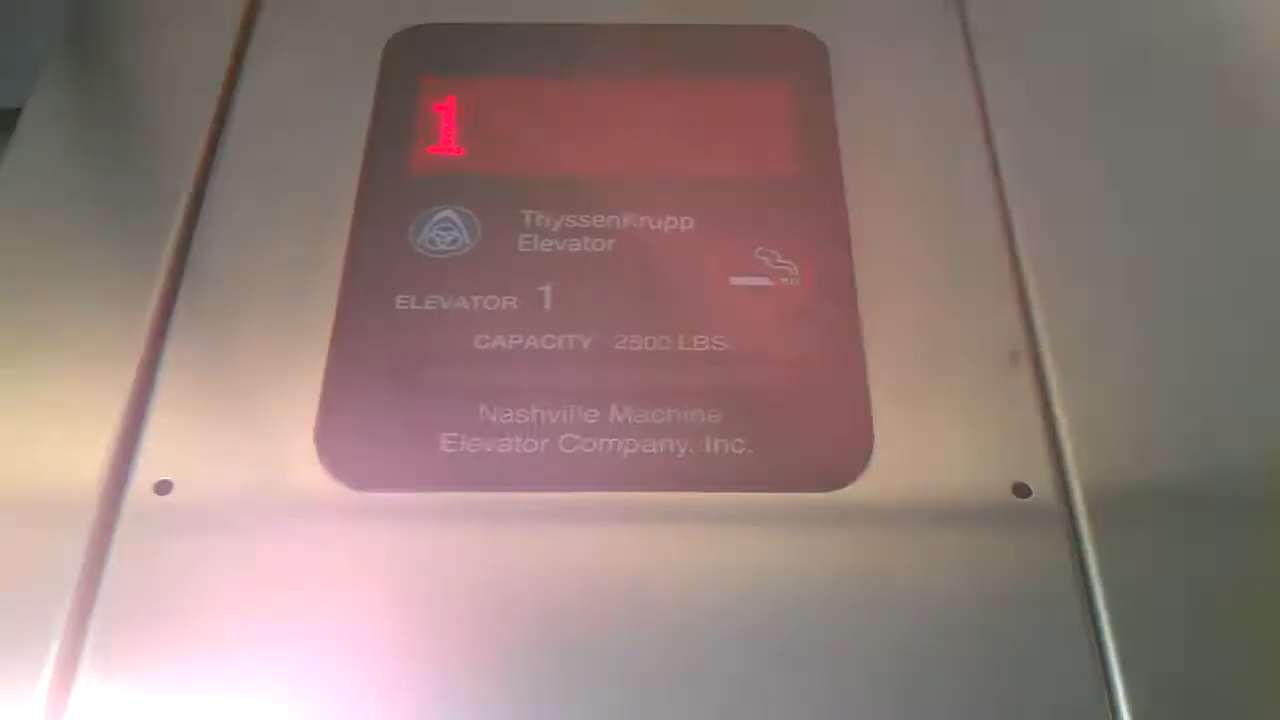 1
ThyssenKrupp
Elevator
ELEVATOR 1
CAPACITY 2500 LBS.
Nashville Machine
Elevator Company, Inc.